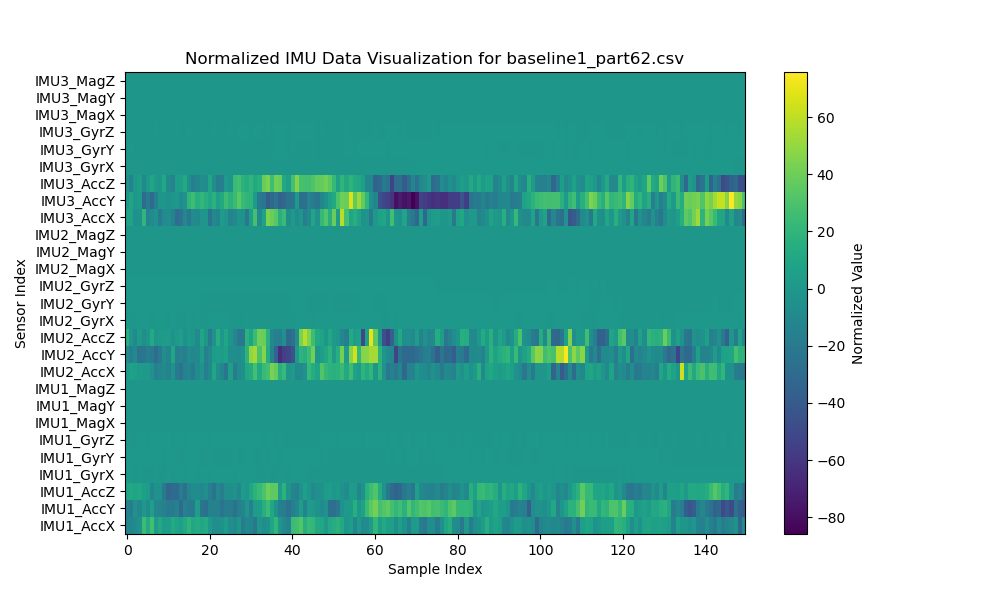 Normalized IMU Data Visualization for baseline1_part62.csv
IMU3_MagZ
IMU3_MagY
IMU3_MagX
IMU3_GyrZ
IMU3_GyrY
IMU3_GyrX
IMU3_AccZ
IMU3_AccY
IMU3_AccX
IMU2_MagZ
IMU2_MagY
IMU2_MagX
IMU2_GyrZ
IMU2_GyrY
IMU2_GyrX
IMU2_AccZ
IMU2_AccY
IMU2_AccX
IMU1_MagZ
IMU1_MagY
IMU1_MagX
IMU1_GyrZ
IMU1_GyrY
IMU1_GyrX
IMU1_AccZ
IMU1_AccY
IMU1_AccX
Sensor Index
0 20 40 60 80 100 120 140
Sample Index
60
40
20
0
−20
−40
−60
−80
Normalized Value